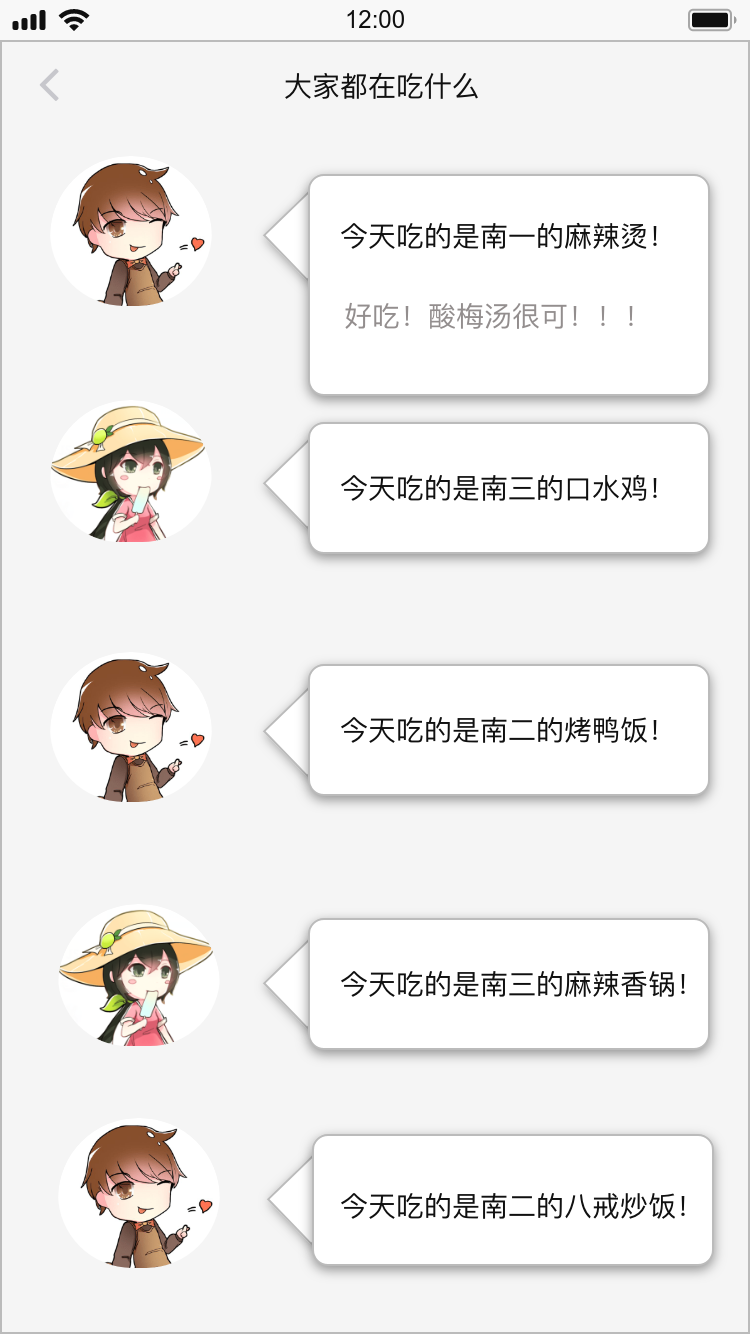 12:00
大家都在吃什么
今天吃的是南一的麻辣烫！
好吃！酸梅汤很可！！！
今天吃的是南三的口水鸡！
今天吃的是南二的烤鸭饭！
今天吃的是南三的麻辣香锅！
今天吃的是南二的八戒炒饭！